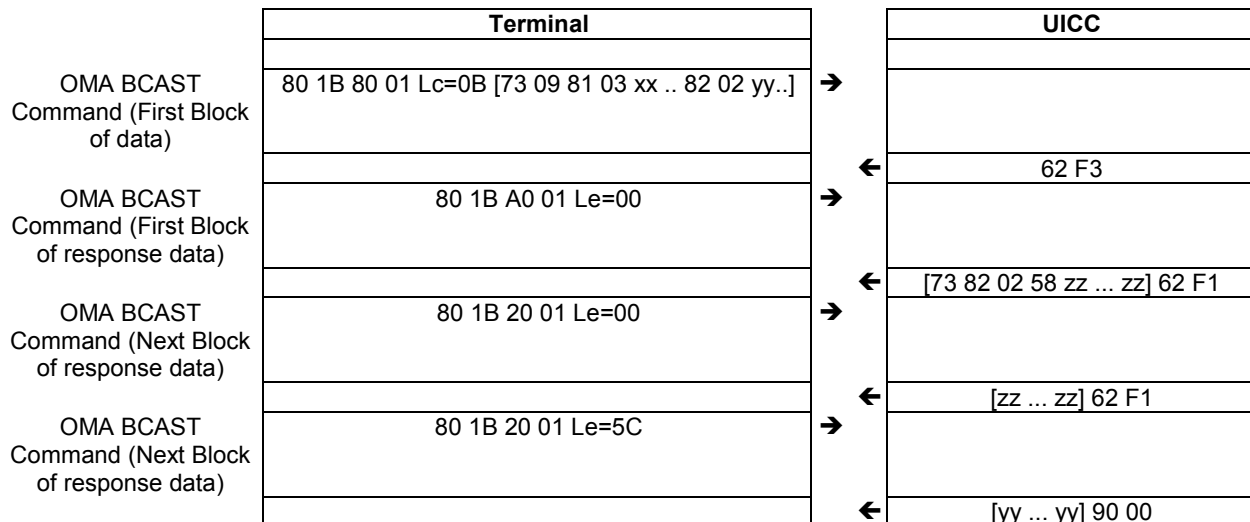 Terminal UICC
OMA BCAST
Command (First Block
of data)
80 1B 80 01 Lc=0B [73 09 81 03 xx .. 82 02 yy..] ➔
🡸 62 F3
OMA BCAST
Command (First Block
of response data)
80 1B A0 01 Le=00 ➔
🡸 [73 82 02 58 zz ... zz] 62 F1
OMA BCAST
Command (Next Block
of response data)
80 1B 20 01 Le=00 ➔
🡸 [zz ... zz] 62 F1
OMA BCAST
Command (Next Block
of response data)
80 1B 20 01 Le=5C ➔
🡸 [yy ... yy] 90 00